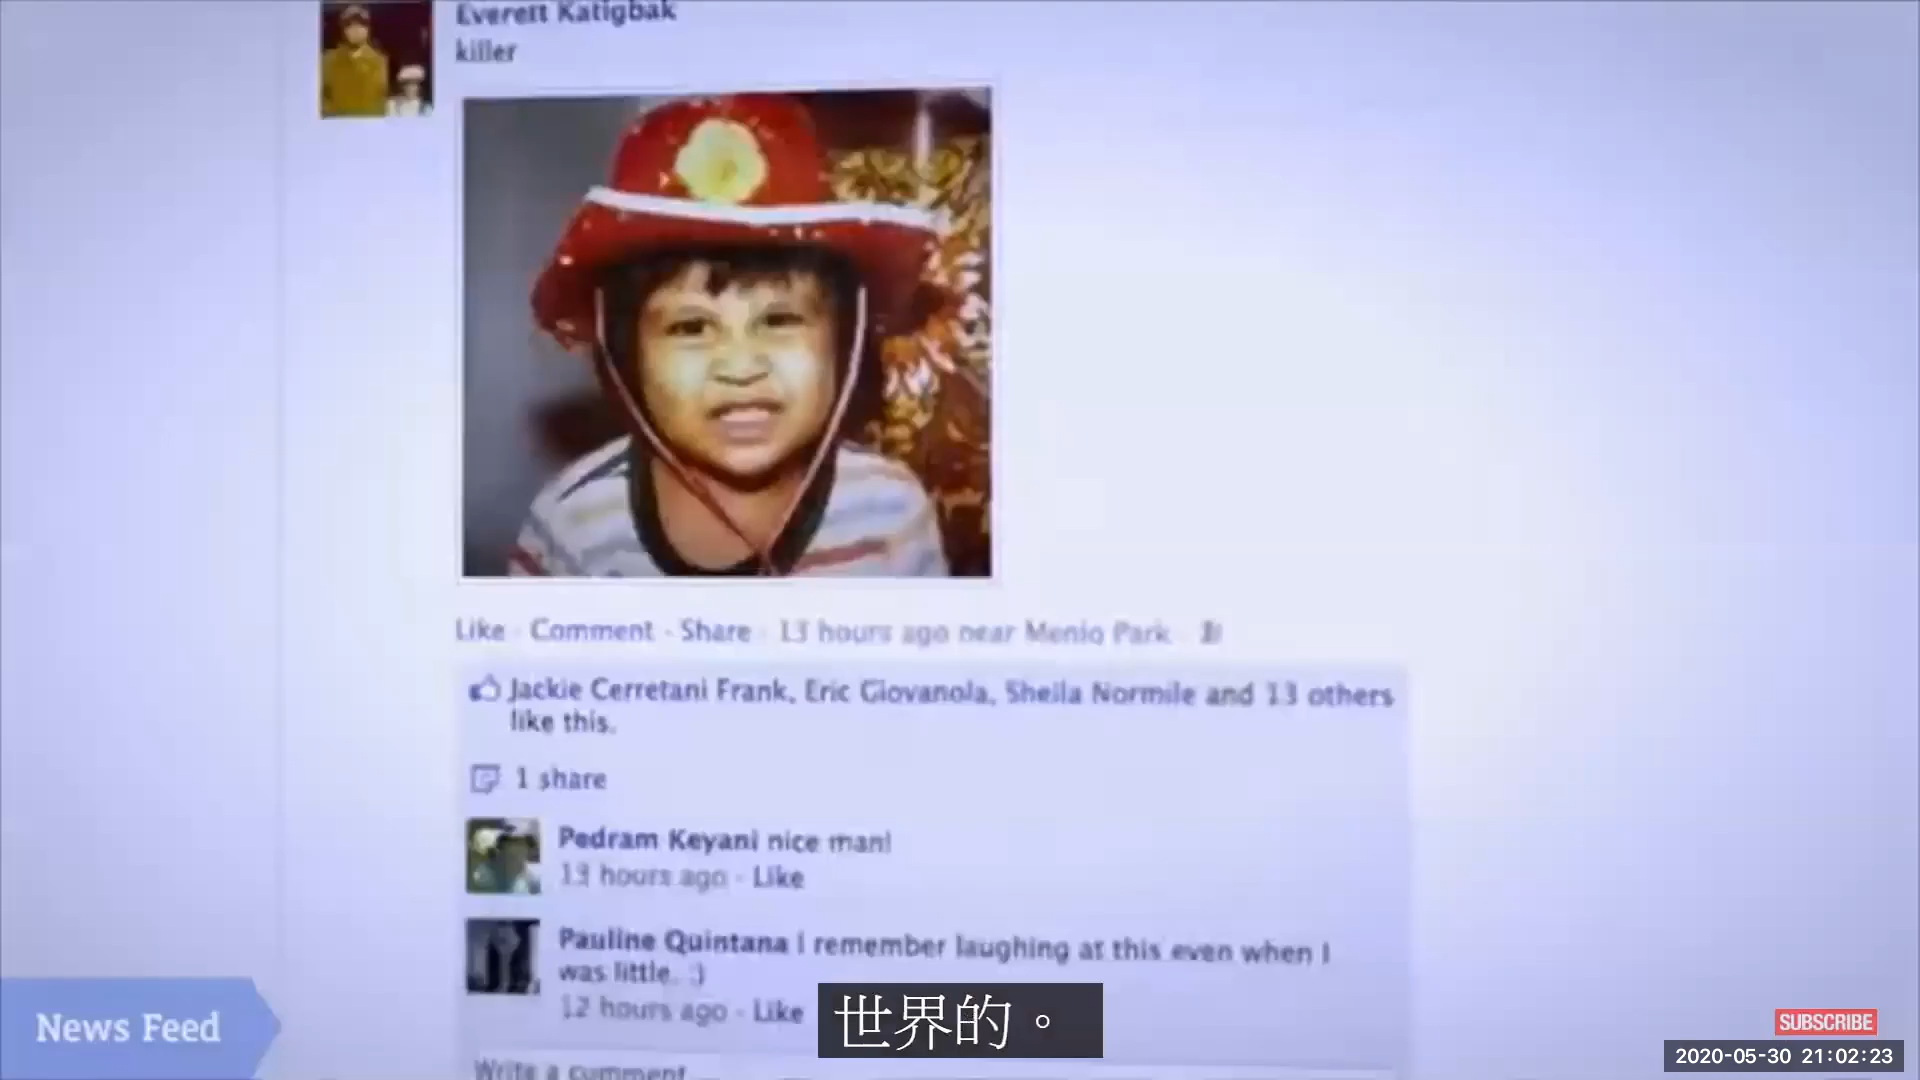 Everett Katigbak
killer
Like · Comment · Share · 13 hours ago near Menlo Park ·
Jackie Cerretani Frank, Eric Giovanola, Sheila Normile and 13 others
like this.
1 share
Pedram Keyani nice man!
13 hours ago · Like
Pauline Quintana I remember laughing at this even when I
was little. :)
12 hours ago · Like
Write a comment...
News Feed
世界的。
SUBSCRIBE
2020-05-30 21:02:23